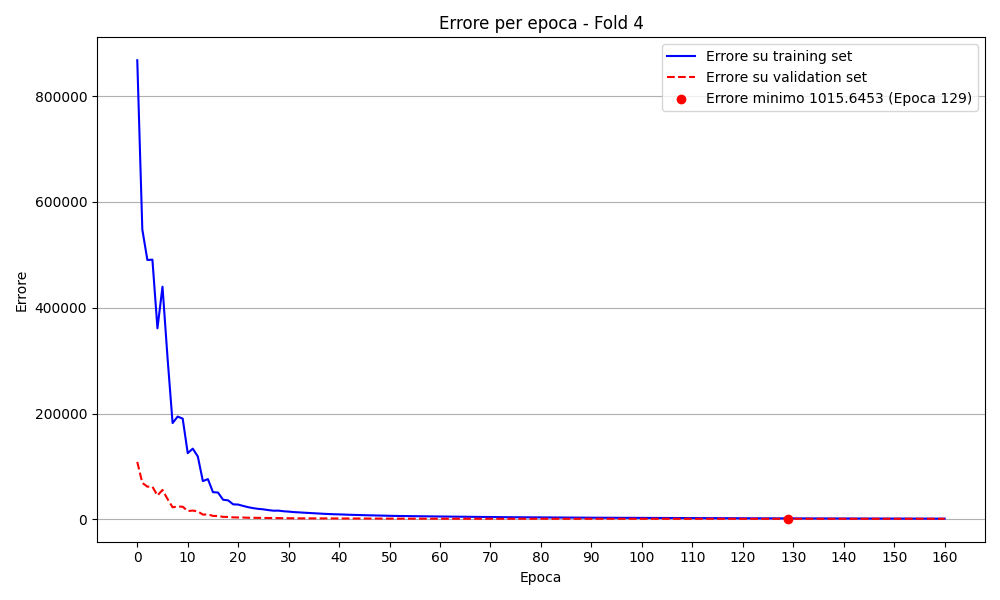 Errore per epoca - Fold 4
Errore su training set
Errore su validation set
Errore minimo 1015.6453 (Epoca 129)
Errore
800000
600000
400000
200000
0
0 10 20 30 40 50 60 70 80 90 100 110 120 130 140 150 160
Epoca